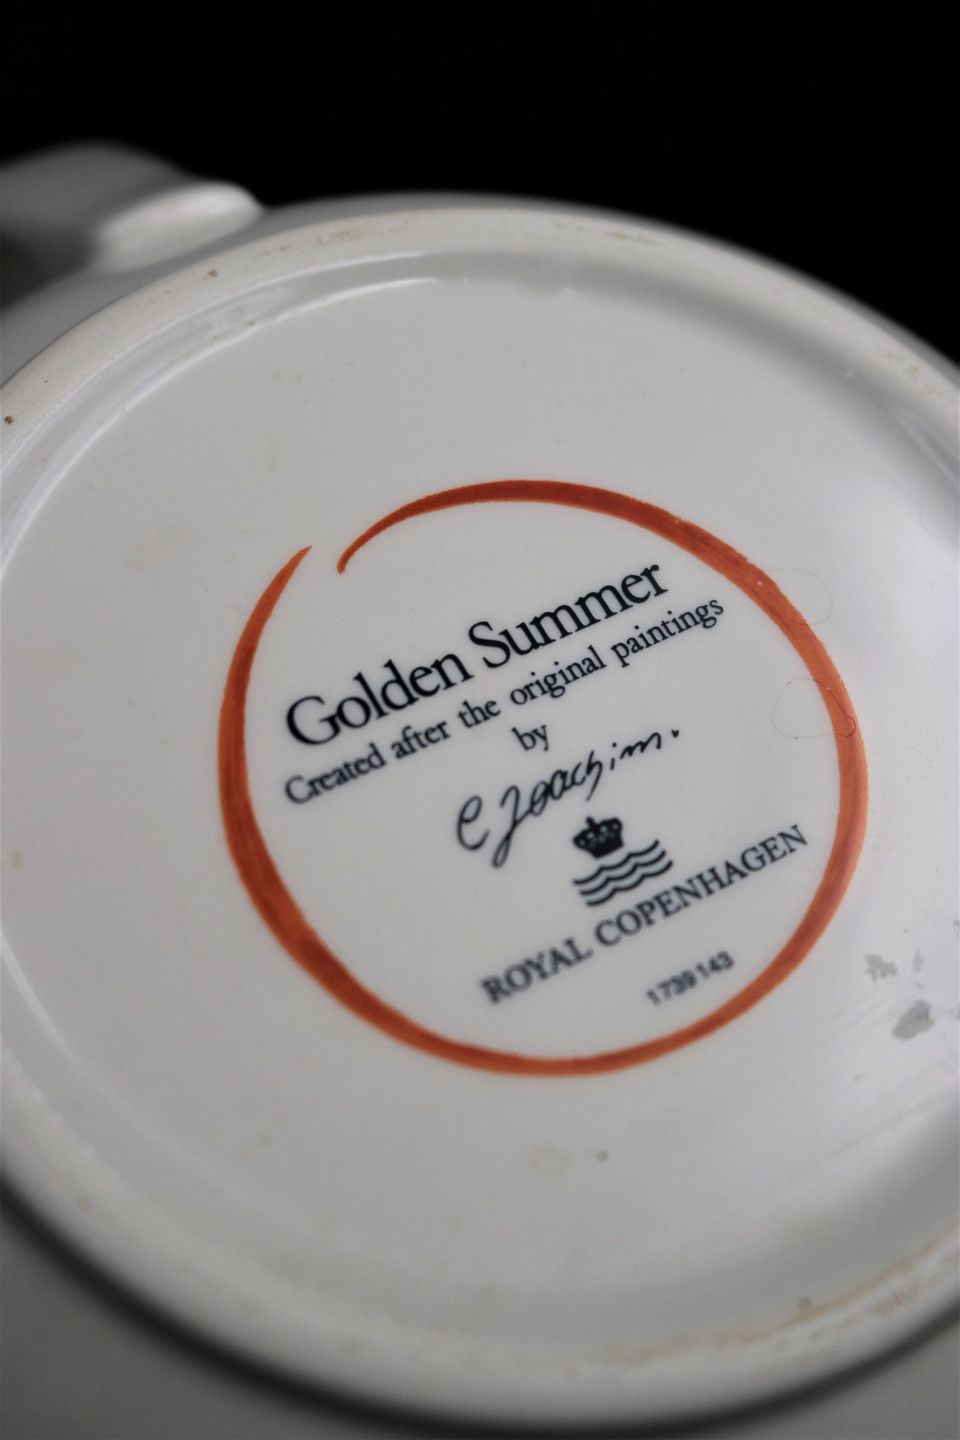 Golden Summer
Created after the original paintings
by
C Joachim.
ROYAL COPENHAGEN
1739 143